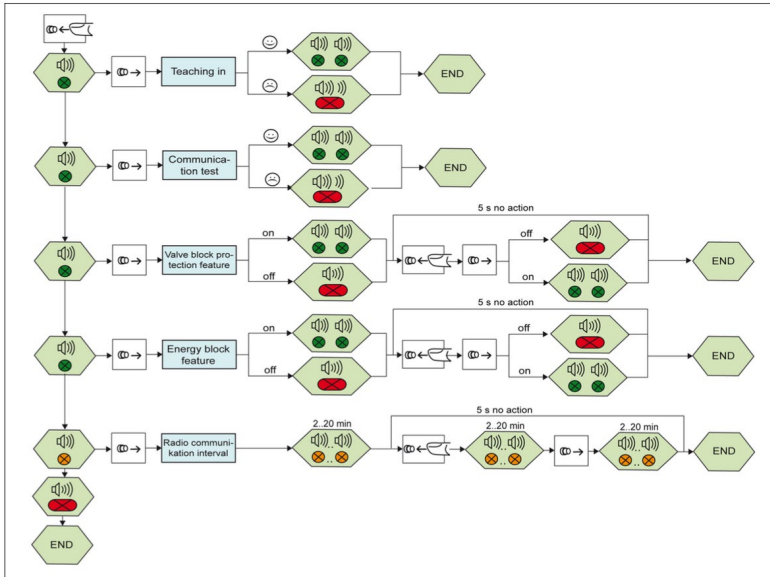 Teaching in
END
Communica-
tion test
END
5 s no action
on
off
Valve block pro-
tection feature
off
on
END
5 s no action
on
off
Energy block
feature
off
on
END
5 s no action
2..20 min
2..20 min
2..20 min
Radio communi-
kation interval
END
END